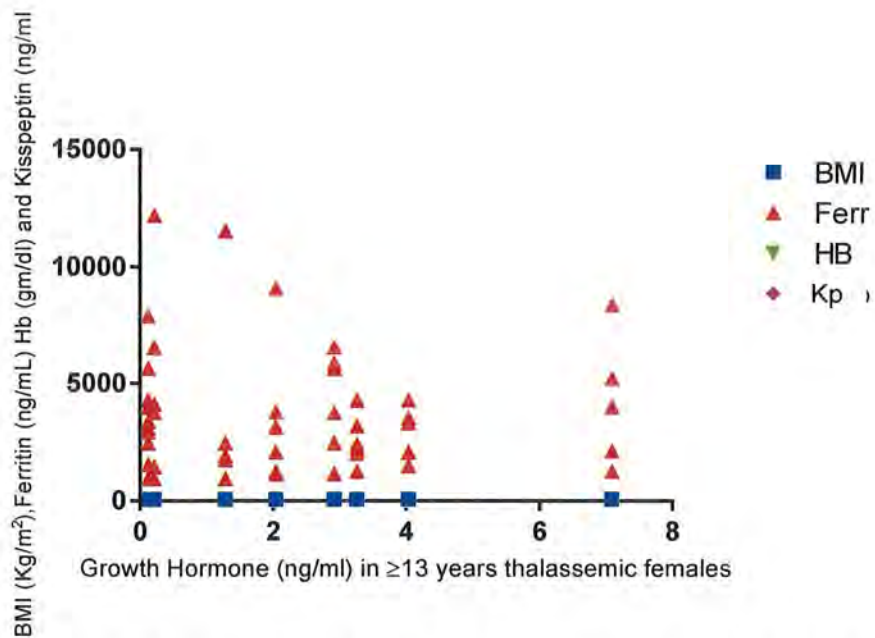 BMI (Kg/m²),Ferritin (ng/mL) Hb (gm/dl) and Kisspeptin (ng/ml
15000
10000
5000
0
0 2 4 6 8
Growth Hormone (ng/ml) in ≥13 years thalassemic females
BMI
Ferr
HB
Kp